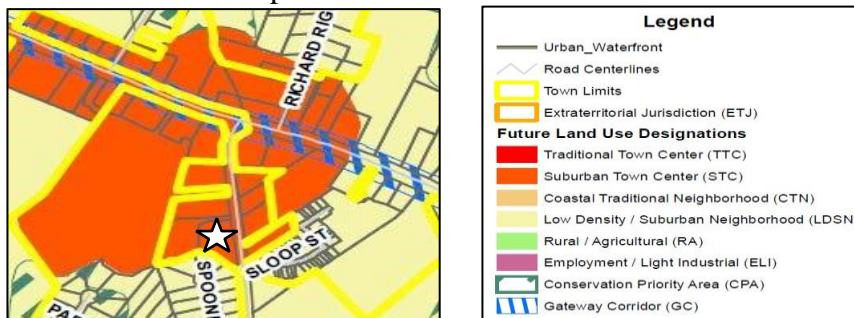 RICHARD RIG
SLOOP ST
SPOON
PAR
Legend
Urban_Waterfront
Road Centerlines
Town Limits
Extraterritorial Jurisdiction (ETJ)
Future Land Use Designations
Traditional Town Center (TTC)
Suburban Town Center (STC)
Coastal Traditional Neighborhood (CTN)
Low Density / Suburban Neighborhood (LDSN)
Rural / Agricultural (RA)
Employment / Light Industrial (ELI)
Conservation Priority Area (CPA)
Gateway Corridor (GC)